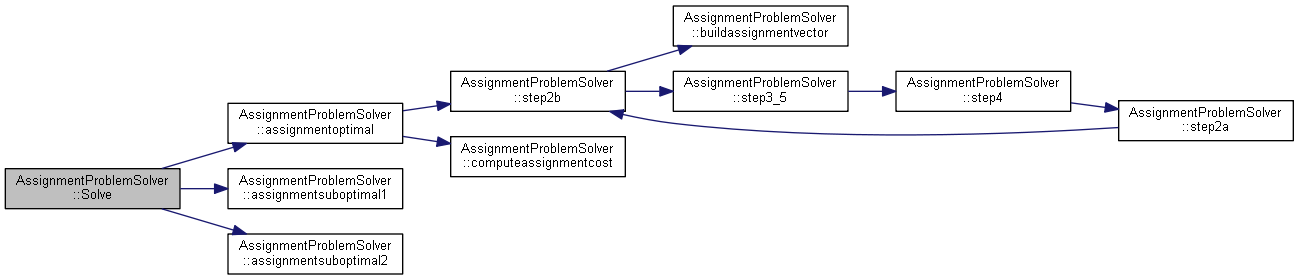 AssignmentProblemSolver
::Solve
AssignmentProblemSolver
::assignmentoptimal
AssignmentProblemSolver
::assignmentsuboptimal1
AssignmentProblemSolver
::assignmentsuboptimal2
AssignmentProblemSolver
::step2b
AssignmentProblemSolver
::computeassignmentcost
AssignmentProblemSolver
::buildassignmentvector
AssignmentProblemSolver
::step3_5
AssignmentProblemSolver
::step4
AssignmentProblemSolver
::step2a